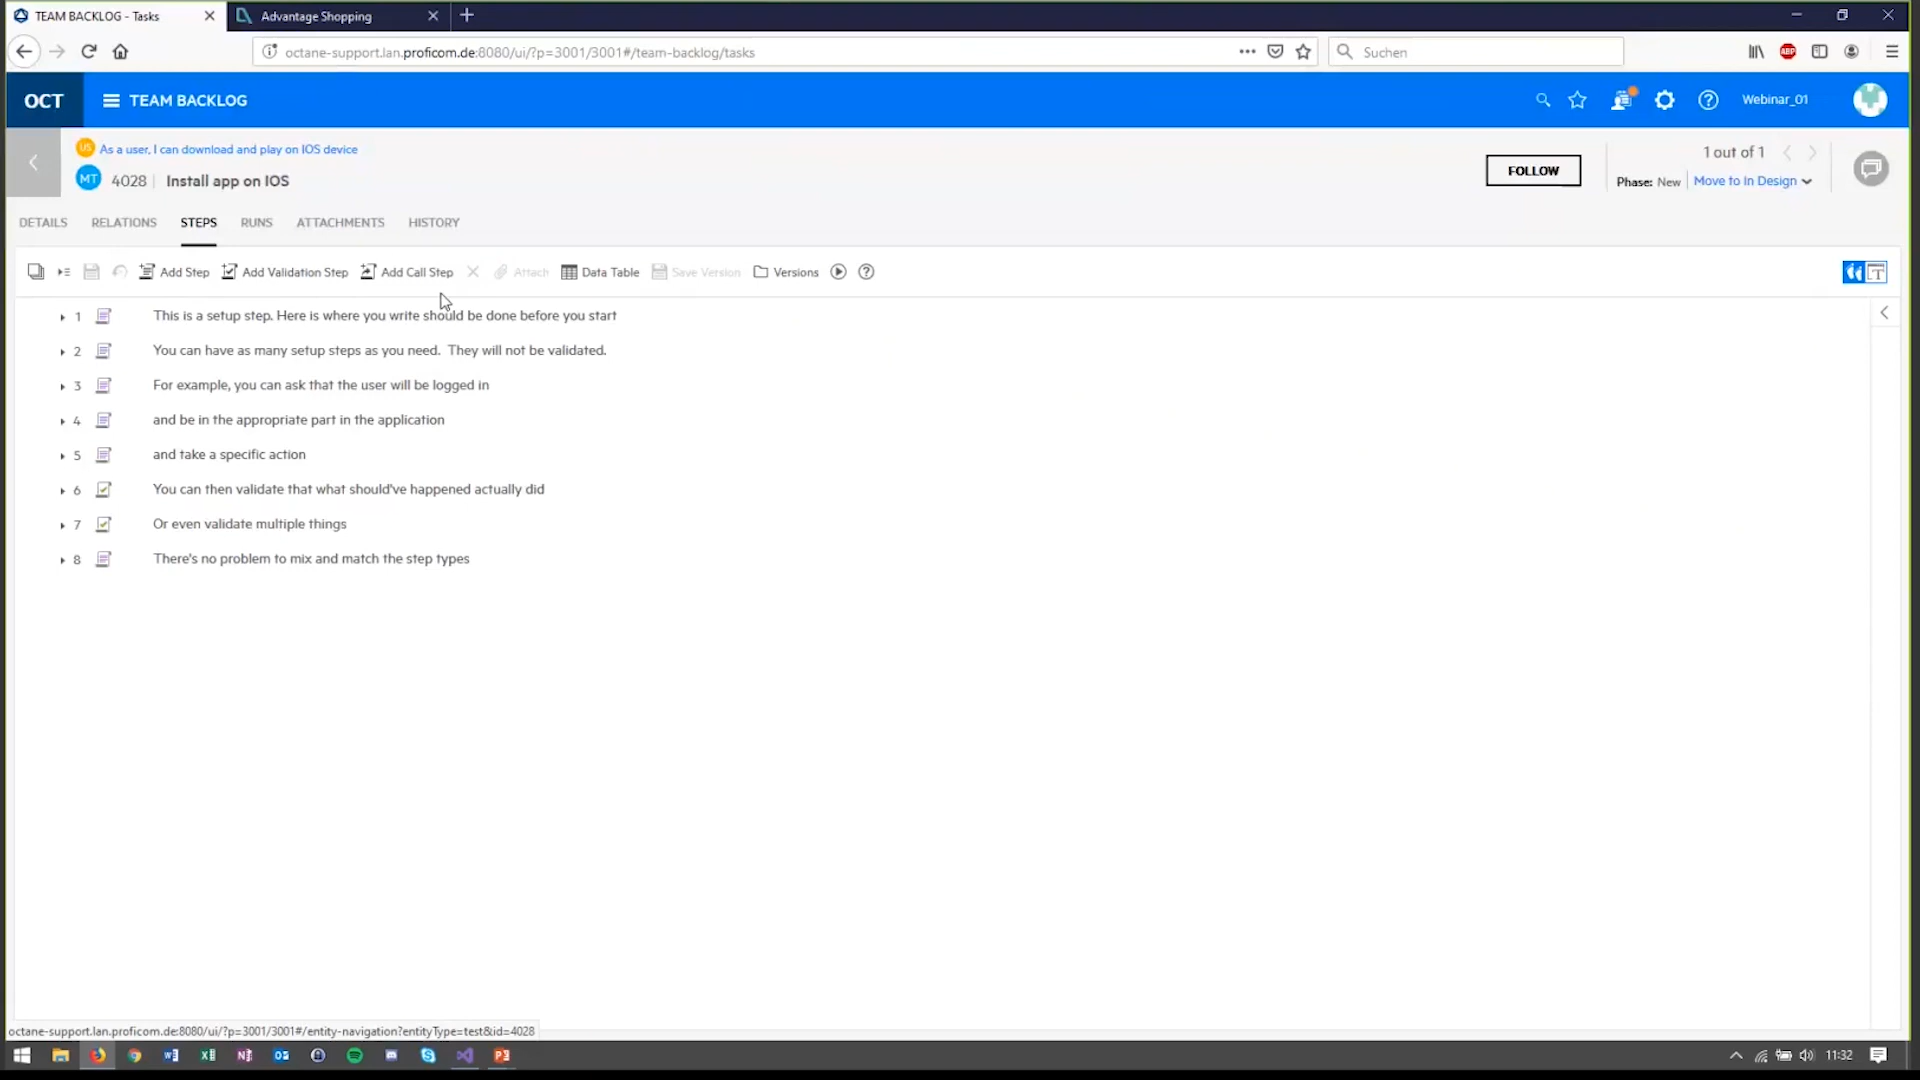 TEAM BACKLOG - Tasks
Advantage Shopping
octane-support.lan.proficom.de:8080/ui/?p=3001/3001#/team-backlog/tasks
Suchen
ABP
OCT
TEAM BACKLOG
Webinar_01
US As a user, I can download and play on IOS device
MT 4028 Install app on IOS
FOLLOW
1 out of 1
Phase: New
Move to In Design
DETAILS RELATIONS STEPS RUNS ATTACHMENTS HISTORY
Add Step Add Validation Step Add Call Step Attach Data Table Save Version Versions
1 This is a setup step. Here is where you write should be done before you start
2 You can have as many setup steps as you need. They will not be validated.
3 For example, you can ask that the user will be logged in
4 and be in the appropriate part in the application
5 and take a specific action
6 You can then validate that what should've happened actually did
7 Or even validate multiple things
8 There's no problem to mix and match the step types
octane-support.lan.proficom.de:8080/ui/?p=3001/3001#/entity-navigation?entityType=test&id=4028
11:32